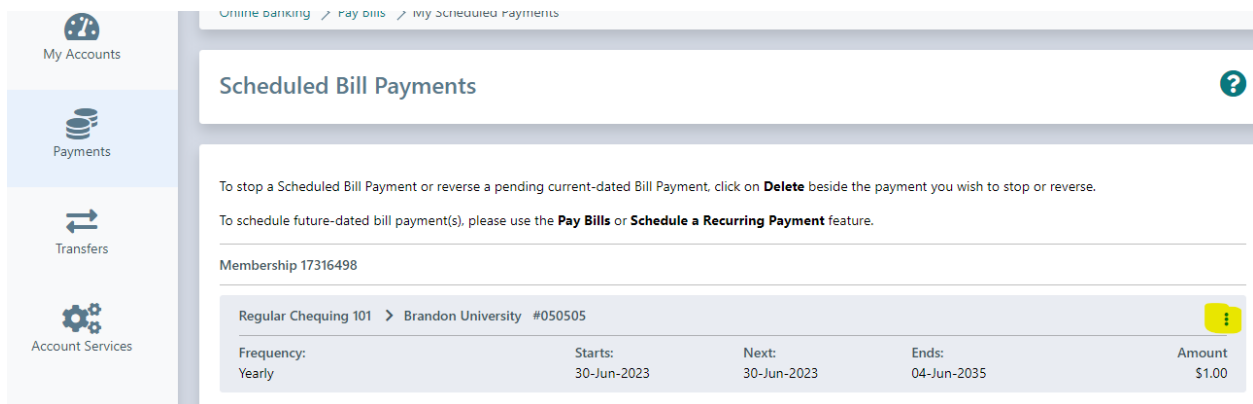 Online Banking > Pay Bills > My Scheduled Payments
My Accounts
Scheduled Bill Payments
?
Payments
To stop a Scheduled Bill Payment or reverse a pending current-dated Bill Payment, click on Delete beside the payment you wish to stop or reverse.
To schedule future-dated bill payment(s), please use the Pay Bills or Schedule a Recurring Payment feature.
Transfers
Membership 17316498
Regular Chequing 101 > Brandon University #050505
Account Services
Frequency: Starts: Next: Ends: Amount
Yearly 30-Jun-2023 30-Jun-2023 04-Jun-2035 $1.00